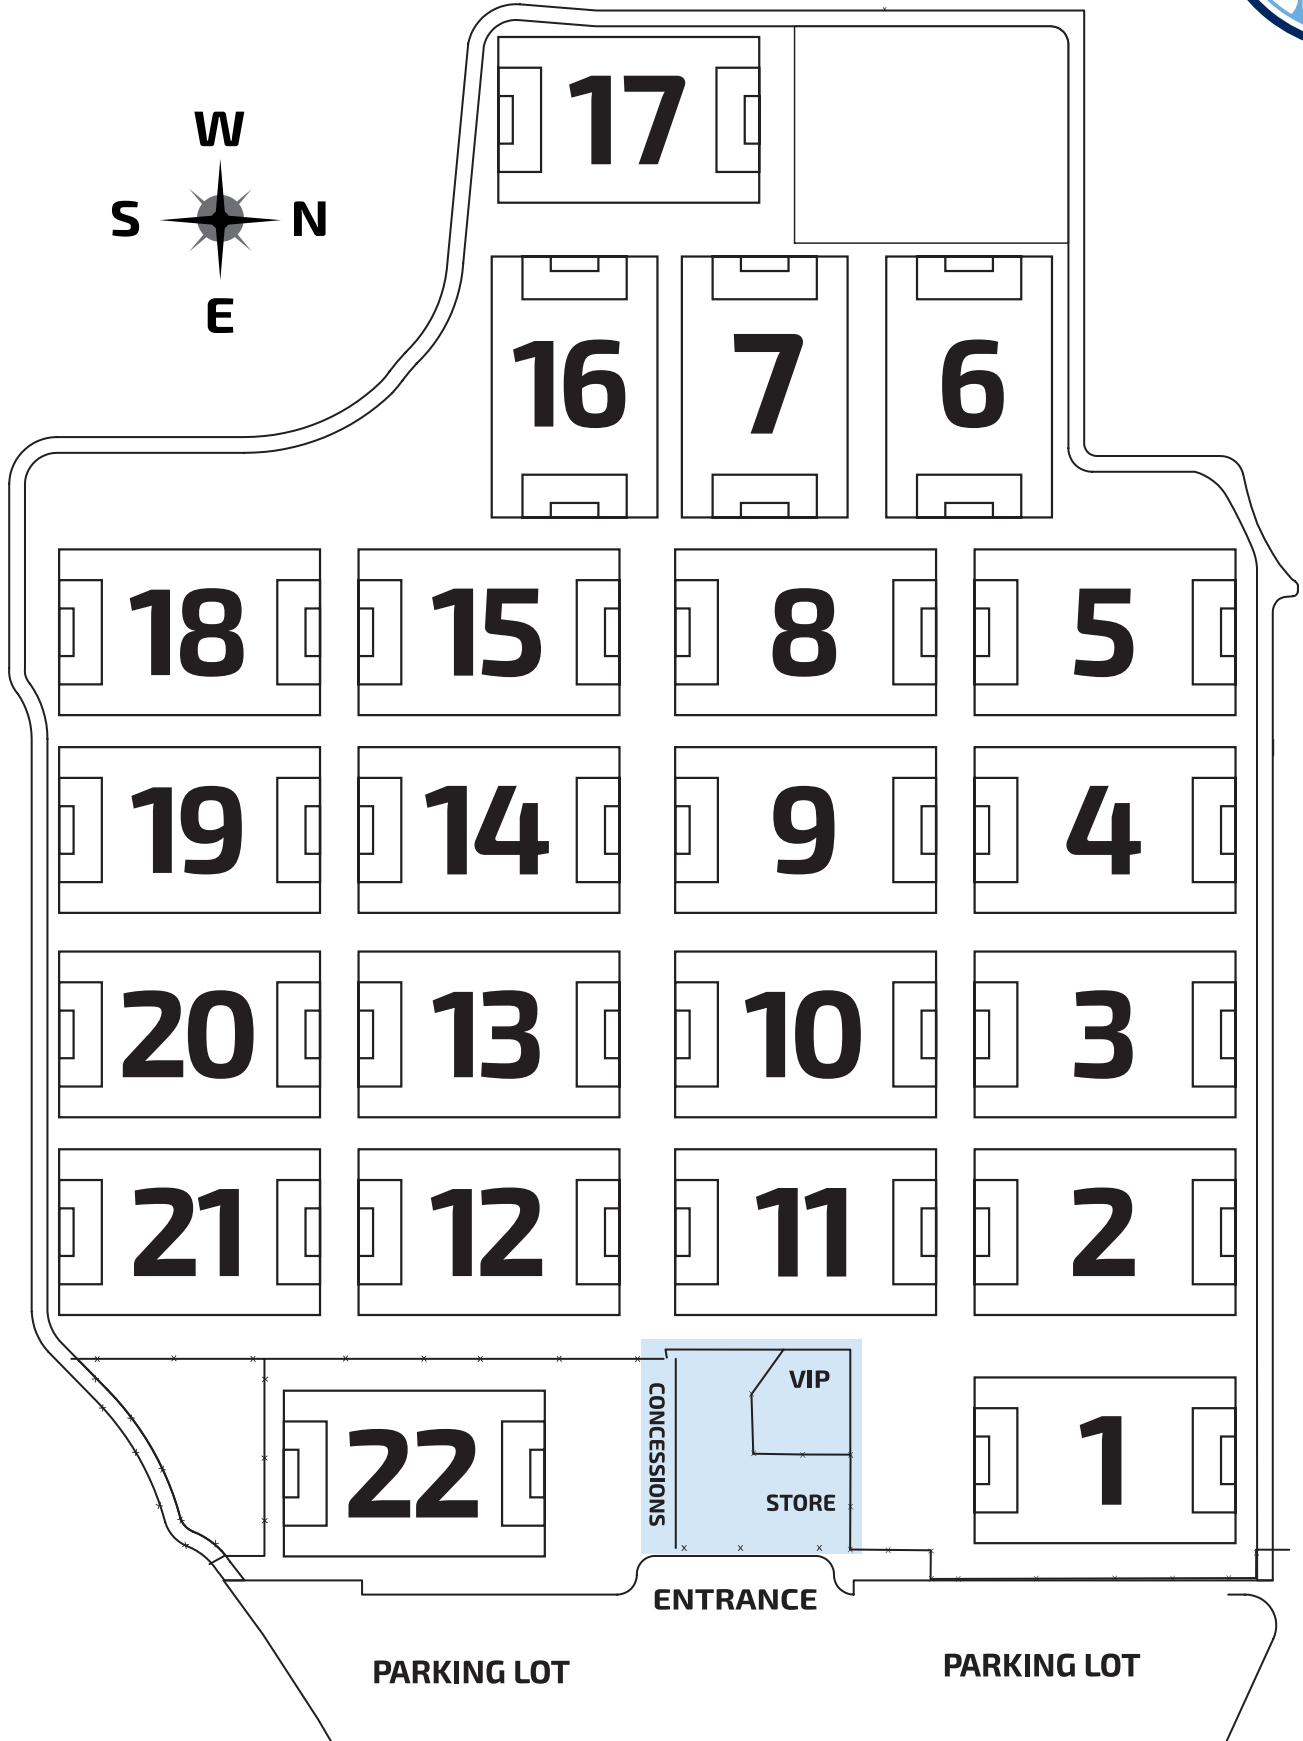 17
W
S N
E
16 7 6
18 15 8 5
19 14 9 4
20 13 10 3
21 12 11 2
VIP
CONCESSIONS
22 1
STORE
ENTRANCE
PARKING LOT PARKING LOT